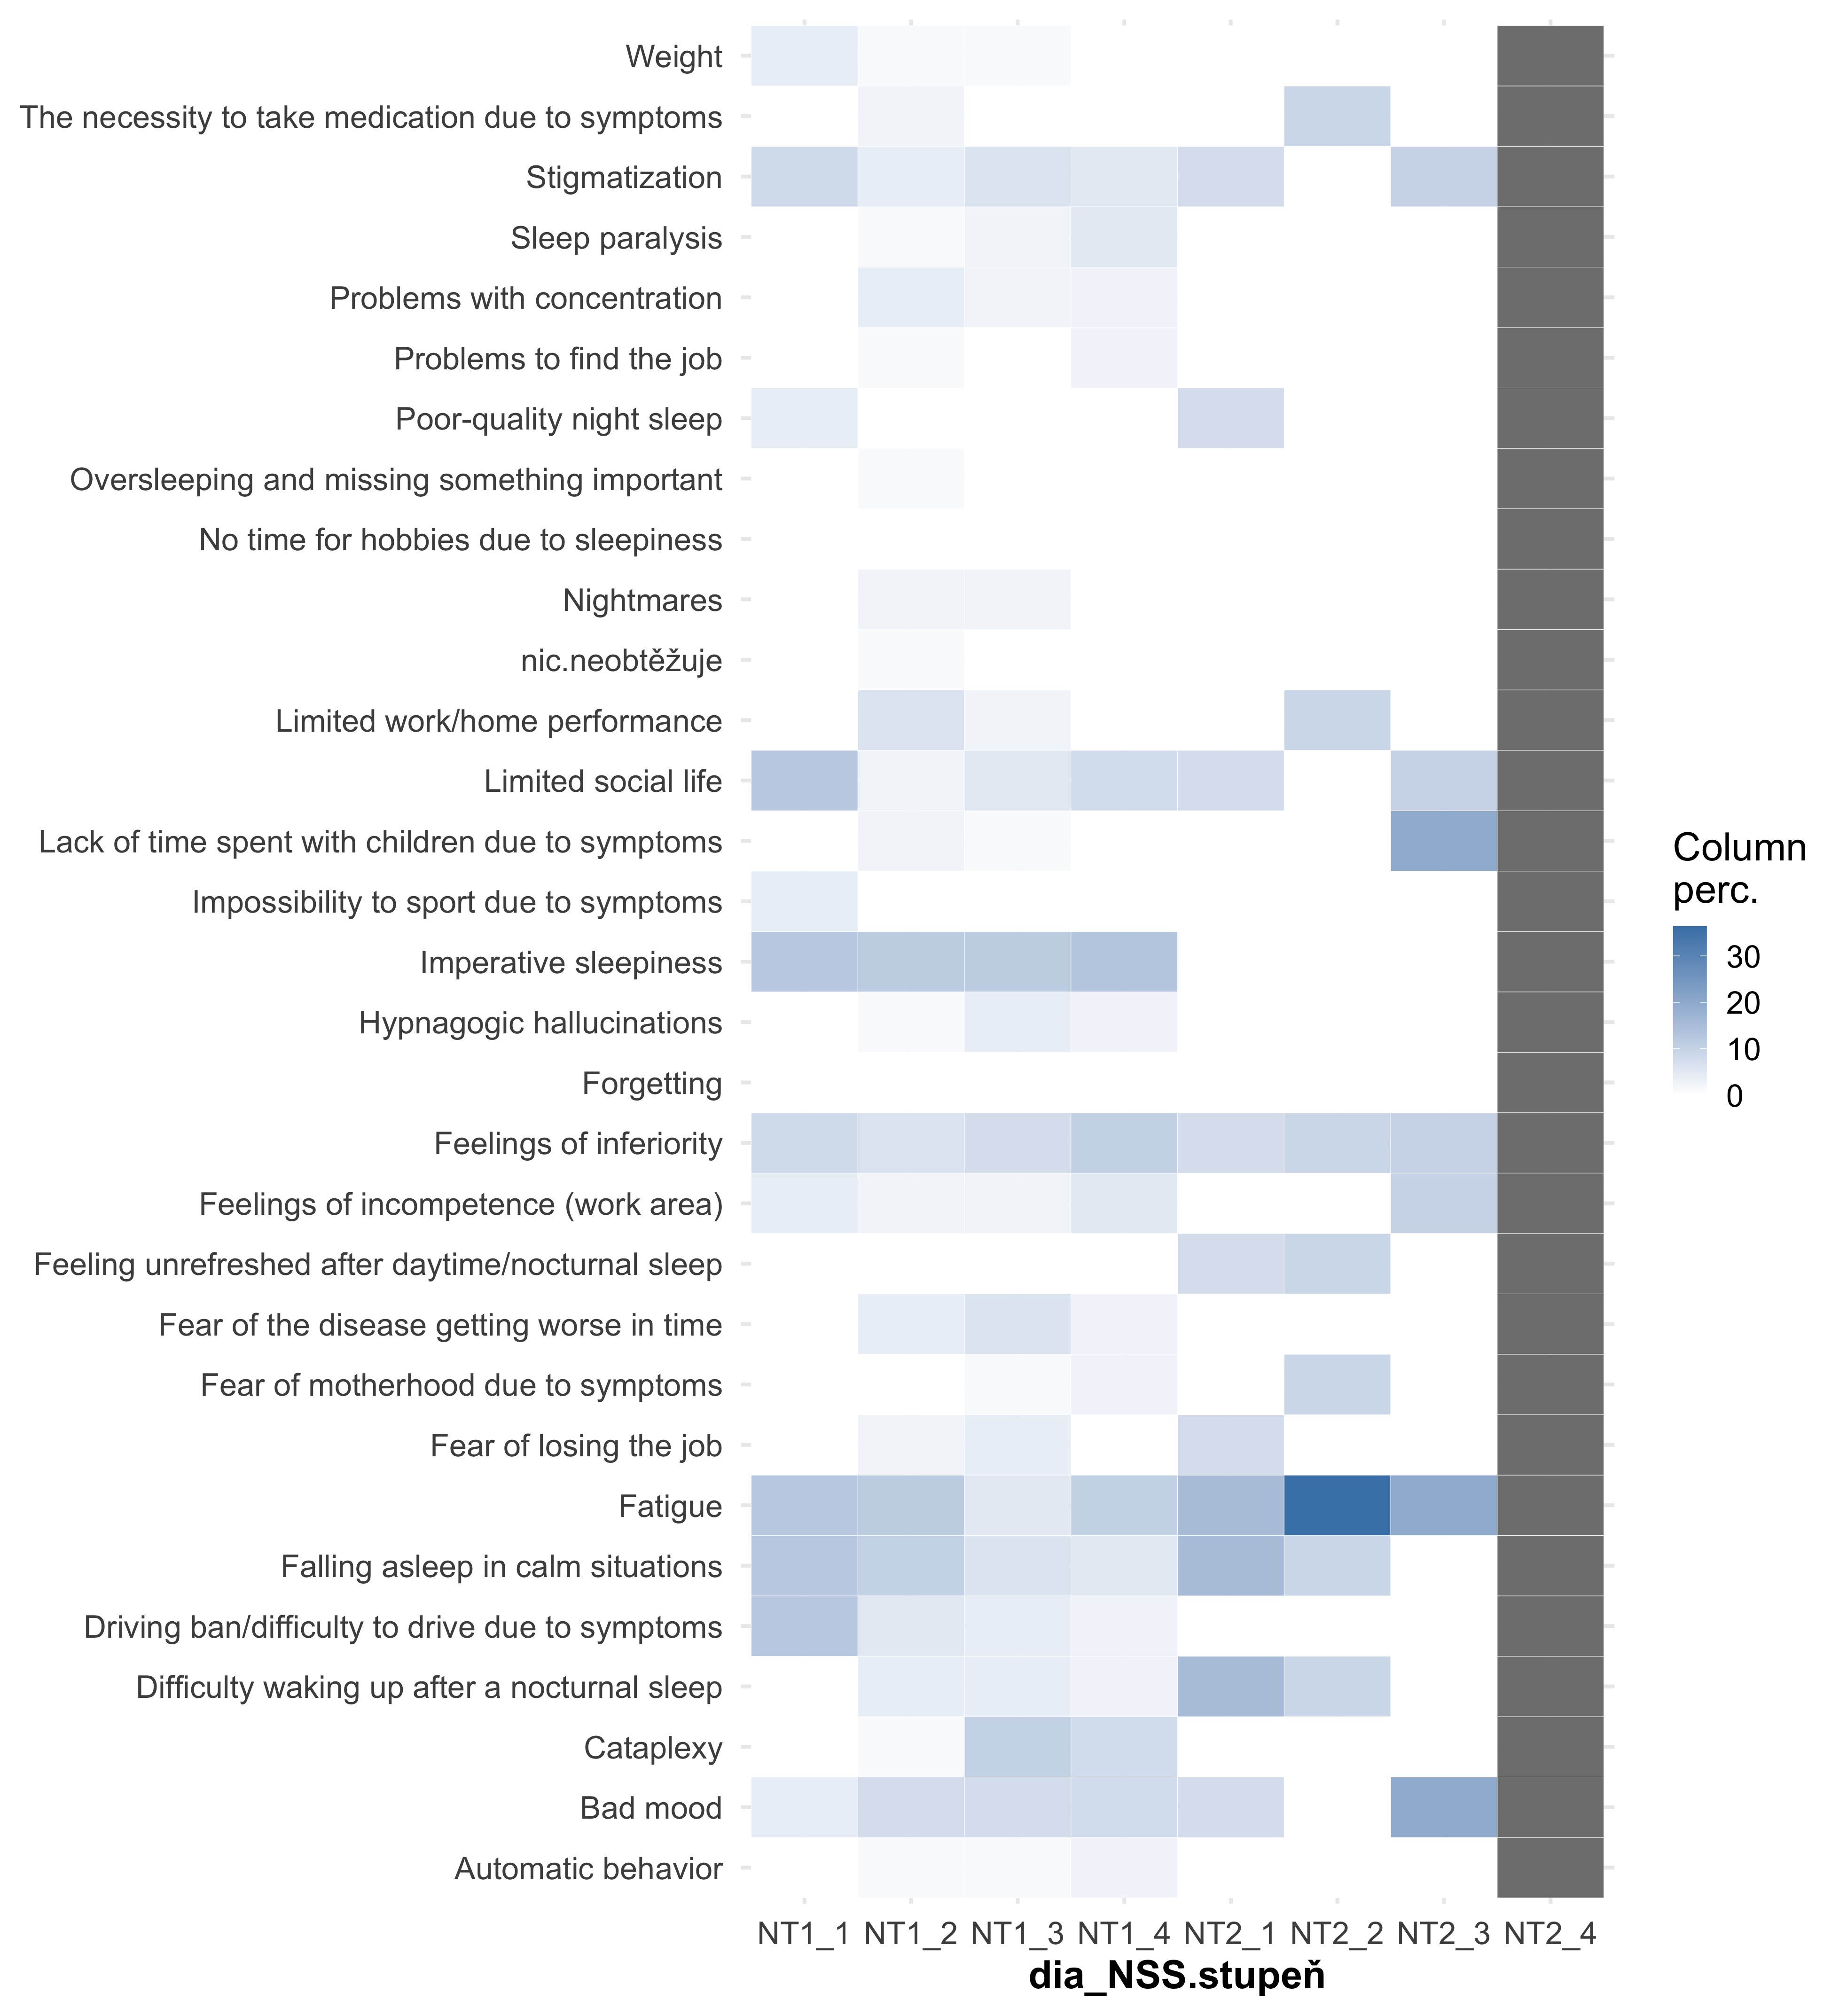 Weight
The necessity to take medication due to symptoms
Stigmatization
Sleep paralysis
Problems with concentration
Problems to find the job
Poor-quality night sleep
Oversleeping and missing something important
No time for hobbies due to sleepiness
Nightmares
nic.neobtěžuje
Limited work/home performance
Limited social life
Lack of time spent with children due to symptoms
Impossibility to sport due to symptoms
Imperative sleepiness
Hypnagogic hallucinations
Forgetting
Feelings of inferiority
Feelings of incompetence (work area)
Feeling unrefreshed after daytime/nocturnal sleep
Fear of the disease getting worse in time
Fear of motherhood due to symptoms
Fear of losing the job
Fatigue
Falling asleep in calm situations
Driving ban/difficulty to drive due to symptoms
Difficulty waking up after a nocturnal sleep
Cataplexy
Bad mood
Automatic behavior
NT1_1 NT1_2 NT1_3 NT1_4 NT2_1 NT2_2 NT2_3 NT2_4
dia_NSS.stupeň
Column
perc.
30
20
10
0